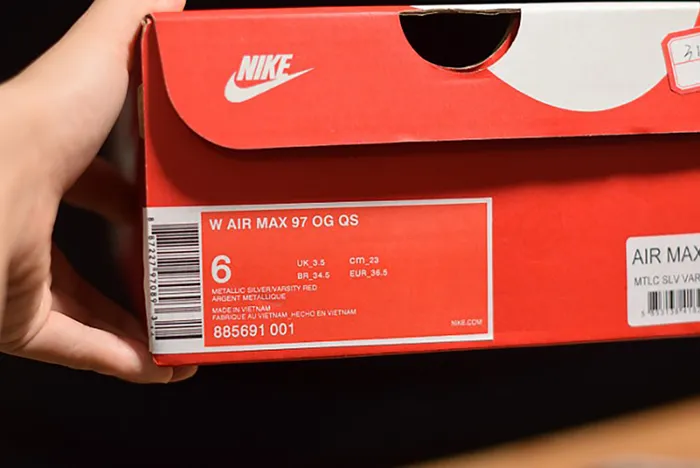 NIKE
W AIR MAX 97 OG QS
6
UK_3.5 cm_23
BR_34.5 EUR_36.5
METALLIC SILVER/VARSITY RED
ARGENT METALLIQUE
MADE IN VIETNAM
FABRIQUE AU VIETNAM_HECHO EN VIETNAM
885691 001
NIKE.COM
AIR MAX
MTLC SLV VAR